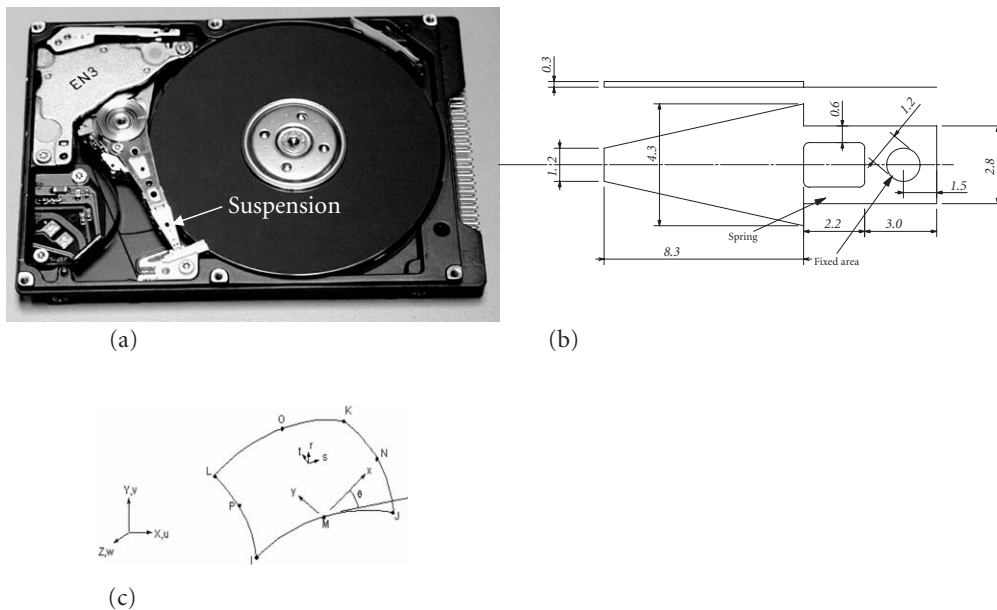 EN3
Suspension
(a)
0.3
0.6
1.2
1.2
4.3
2.8
1.5
Spring
2.2
3.0
8.3
Fixed area
(b)
O
K
L
t
r
s
N
x
P
y
θ
M
J
I
Y,v
X,u
Z,w
(c)